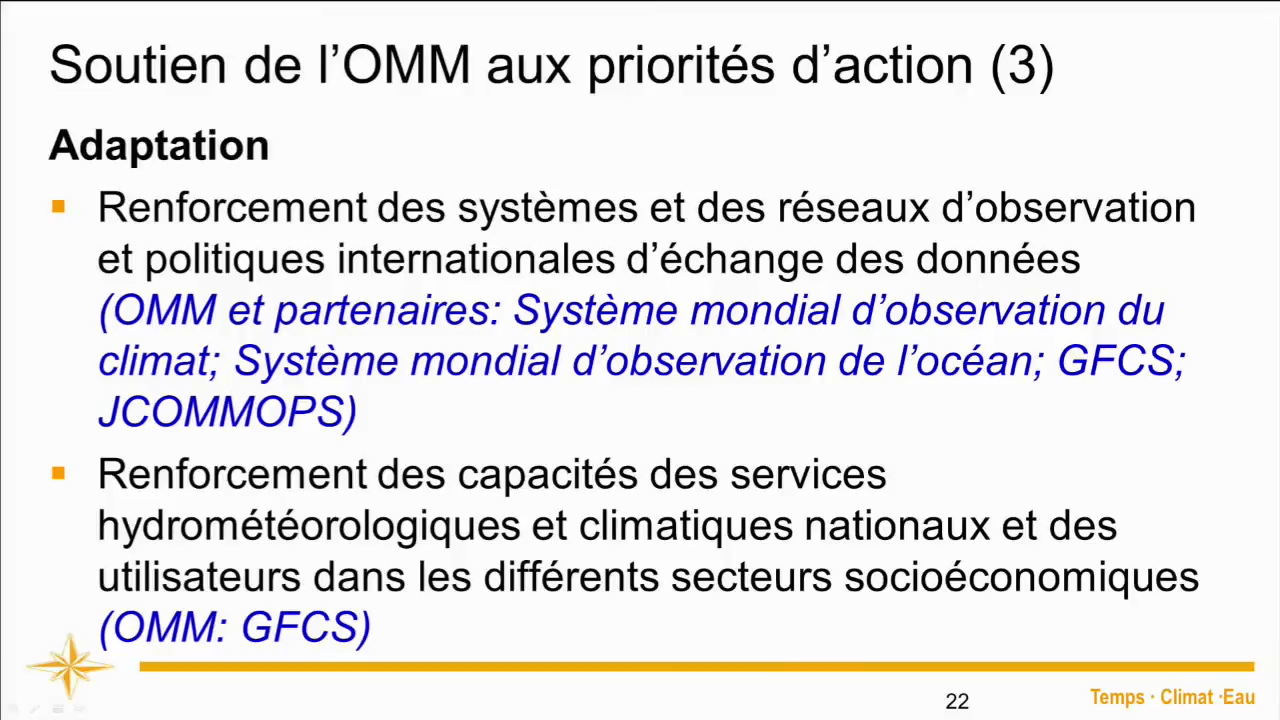 Soutien de l’OMM aux priorités d’action (3)
Adaptation
Renforcement des systèmes et des réseaux d’observation
et politiques internationales d’échange des données
(OMM et partenaires: Système mondial d’observation du
climat; Système mondial d’observation de l’océan; GFCS;
JCOMMOPS)
Renforcement des capacités des services
hydrométéorologiques et climatiques nationaux et des
utilisateurs dans les différents secteurs socioéconomiques
(OMM: GFCS)
22
Temps · Climat ·Eau